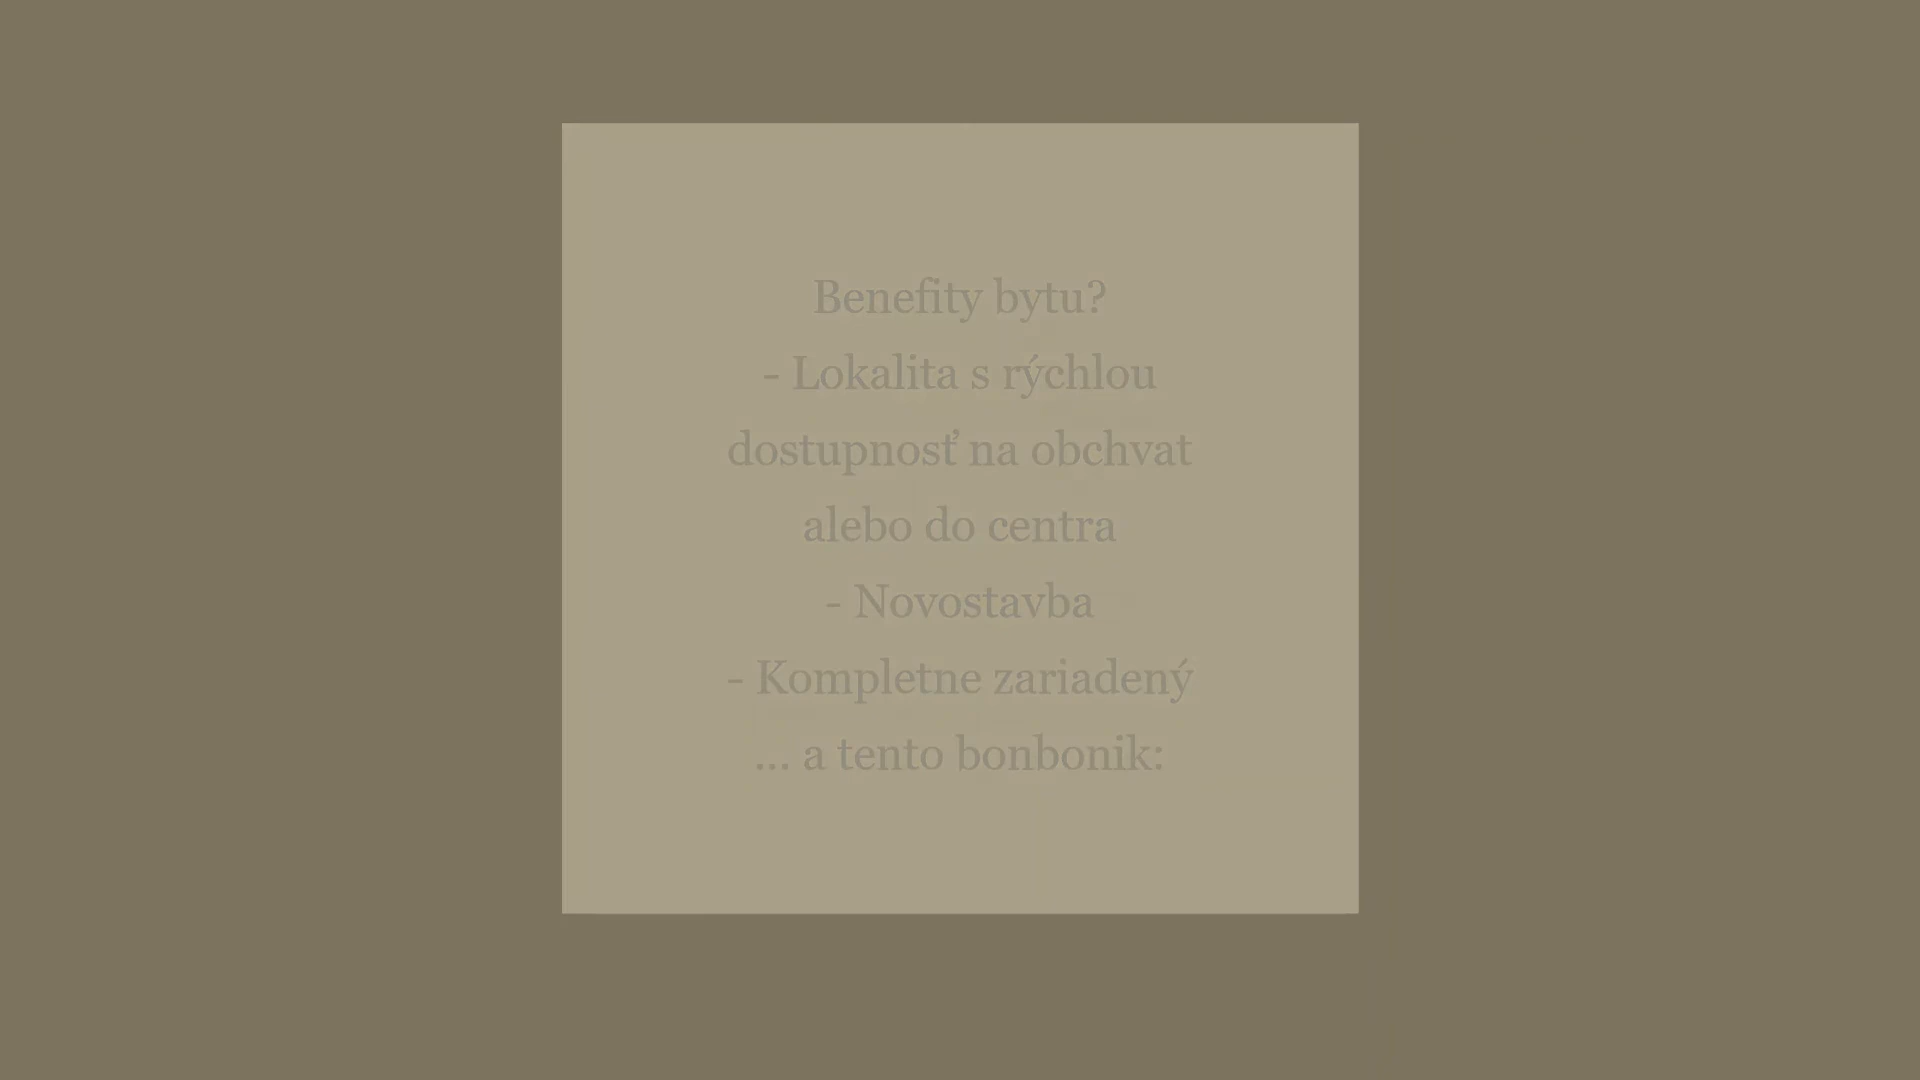 Benefity bytu?
- Lokalita s rýchlou
dostupnosť na obchvat
alebo do centra
- Novostavba
- Kompletne zariadený
... a tento bonbonik: